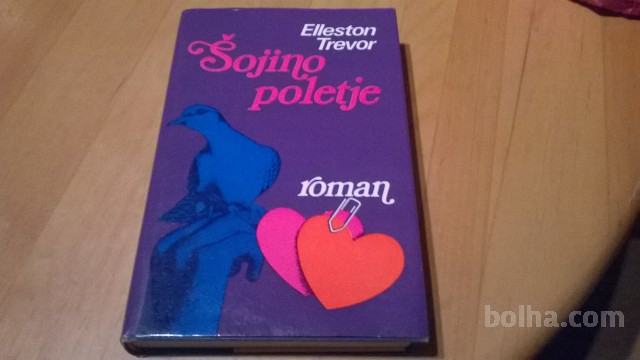 Elleston
Trevor
Šojino
poletje
roman
bolha.com